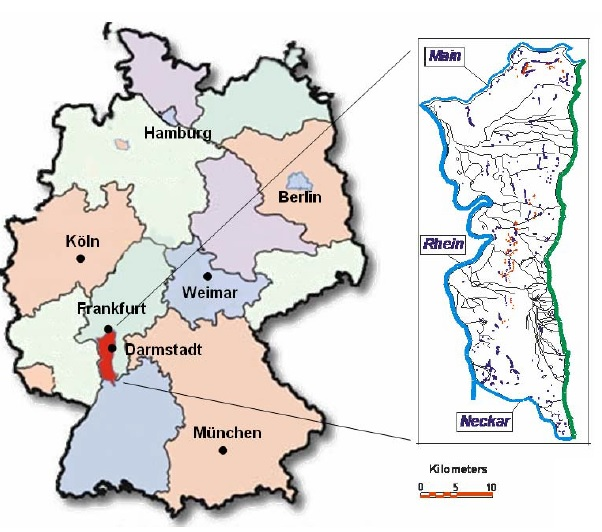 Hamburg
Berlin
Köln
Weimar
Frankfurt
Darmstadt
München
Main
Rhein
Neckar
Kilometers
0 5 10